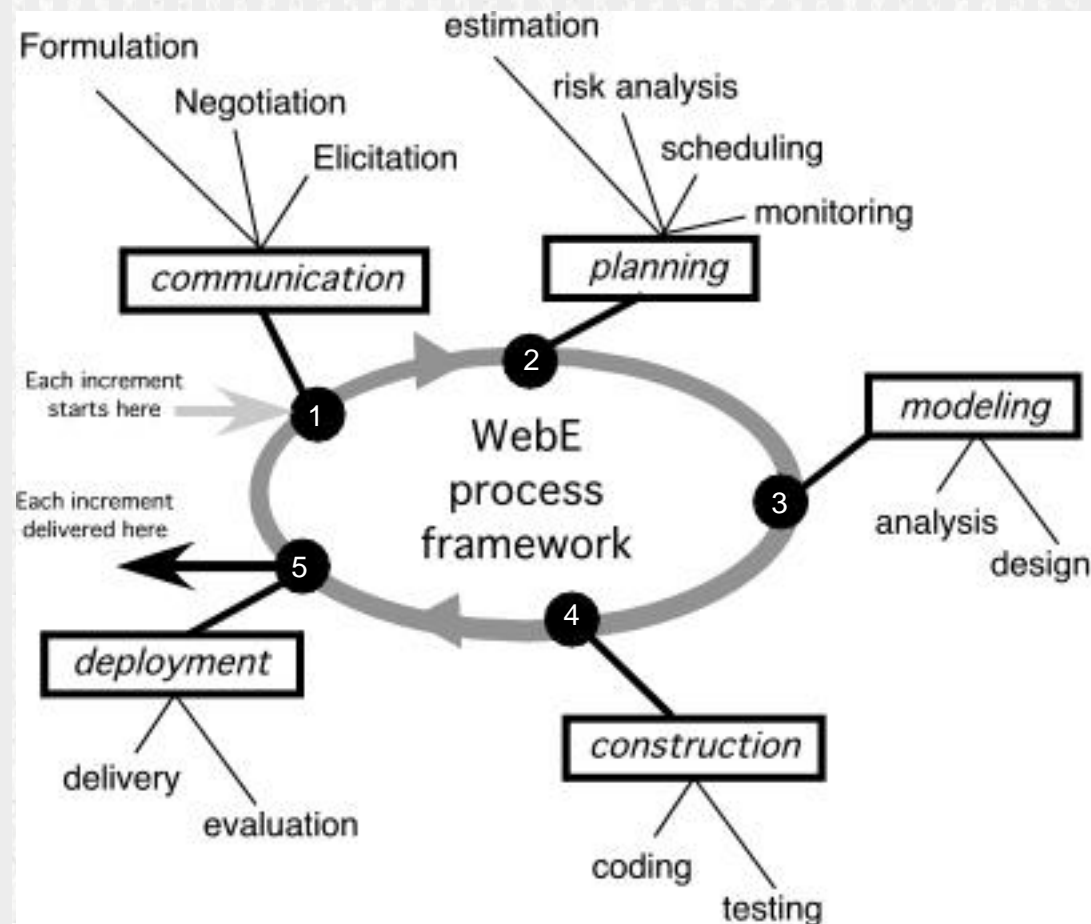 Formulation
Negotiation
Elicitation
communication
estimation
risk analysis
scheduling
monitoring
planning
Each increment
starts here
1
2
modeling
analysis
design
3
WebE
process
framework
Each increment
delivered here
5
4
deployment
delivery
evaluation
construction
coding
testing